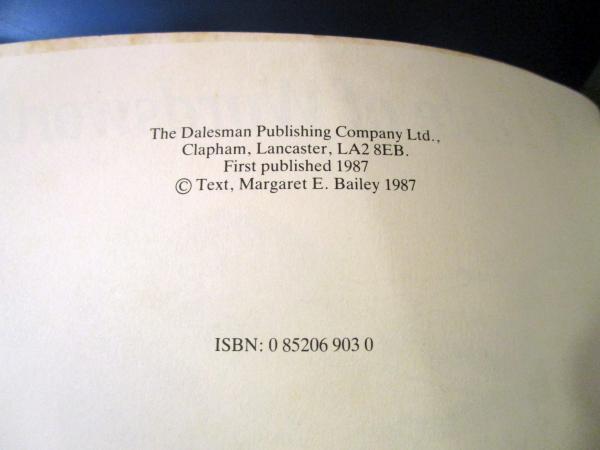 The Dalesman Publishing Company Ltd.,
Clapham, Lancaster, LA2 8EB.
First published 1987
© Text, Margaret E. Bailey 1987
ISBN: 0 85206 903 0